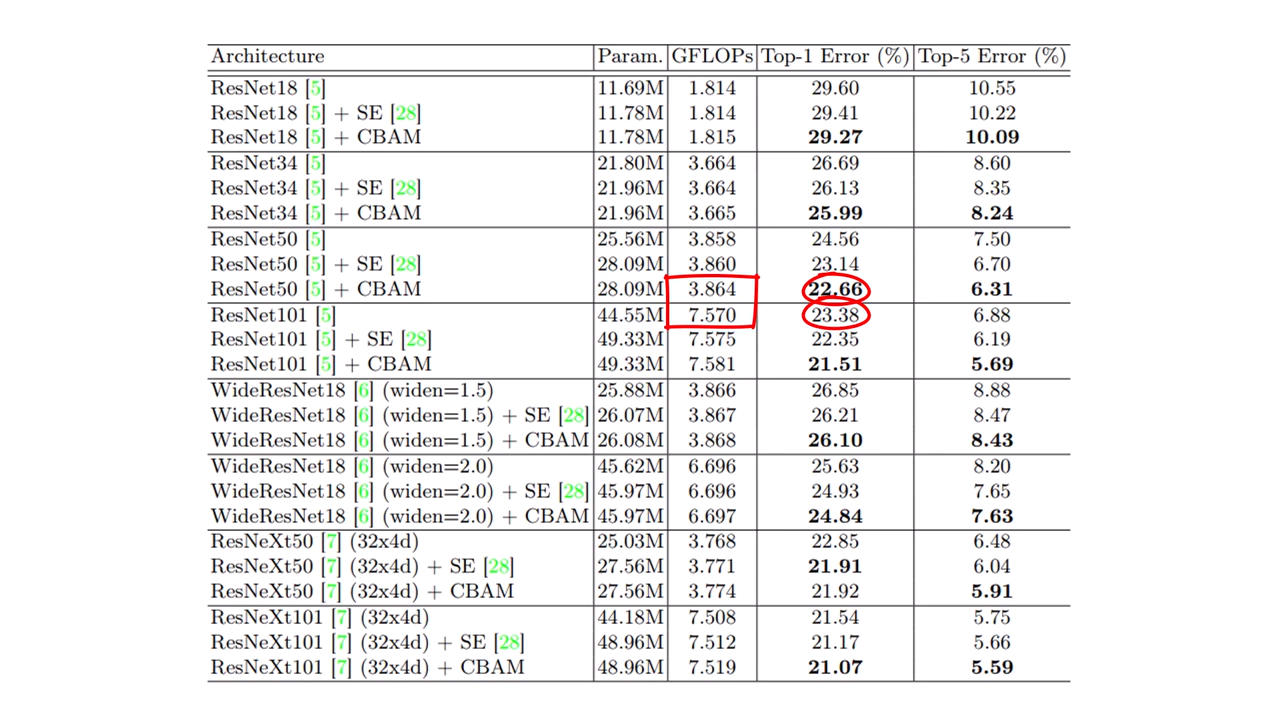 Architecture Param. GFLOPs Top-1 Error (%) Top-5 Error (%)
ResNet18 [5] 11.69M 1.814 29.60 10.55
ResNet18 [5] + SE [28] 11.78M 1.814 29.41 10.22
ResNet18 [5] + CBAM 11.78M 1.815 29.27 10.09
ResNet34 [5] 21.80M 3.664 26.69 8.60
ResNet34 [5] + SE [28] 21.96M 3.664 26.13 8.35
ResNet34 [5] + CBAM 21.96M 3.665 25.99 8.24
ResNet50 [5] 25.56M 3.858 24.56 7.50
ResNet50 [5] + SE [28] 28.09M 3.860 23.14 6.70
ResNet50 [5] + CBAM 28.09M 3.864 22.66 6.31
ResNet101 [5] 44.55M 7.570 23.38 6.88
ResNet101 [5] + SE [28] 49.33M 7.575 22.35 6.19
ResNet101 [5] + CBAM 49.33M 7.581 21.51 5.69
WideResNet18 [6] (widen=1.5) 25.88M 3.866 26.85 8.88
WideResNet18 [6] (widen=1.5) + SE [28] 26.07M 3.867 26.21 8.47
WideResNet18 [6] (widen=1.5) + CBAM 26.08M 3.868 26.10 8.43
WideResNet18 [6] (widen=2.0) 45.62M 6.696 25.63 8.20
WideResNet18 [6] (widen=2.0) + SE [28] 45.97M 6.696 24.93 7.65
WideResNet18 [6] (widen=2.0) + CBAM 45.97M 6.697 24.84 7.63
ResNeXt50 [7] (32x4d) 25.03M 3.768 22.85 6.48
ResNeXt50 [7] (32x4d) + SE [28] 27.56M 3.771 21.91 6.04
ResNeXt50 [7] (32x4d) + CBAM 27.56M 3.774 21.92 5.91
ResNeXt101 [7] (32x4d) 44.18M 7.508 21.54 5.75
ResNeXt101 [7] (32x4d) + SE [28] 48.96M 7.512 21.17 5.66
ResNeXt101 [7] (32x4d) + CBAM 48.96M 7.519 21.07 5.59